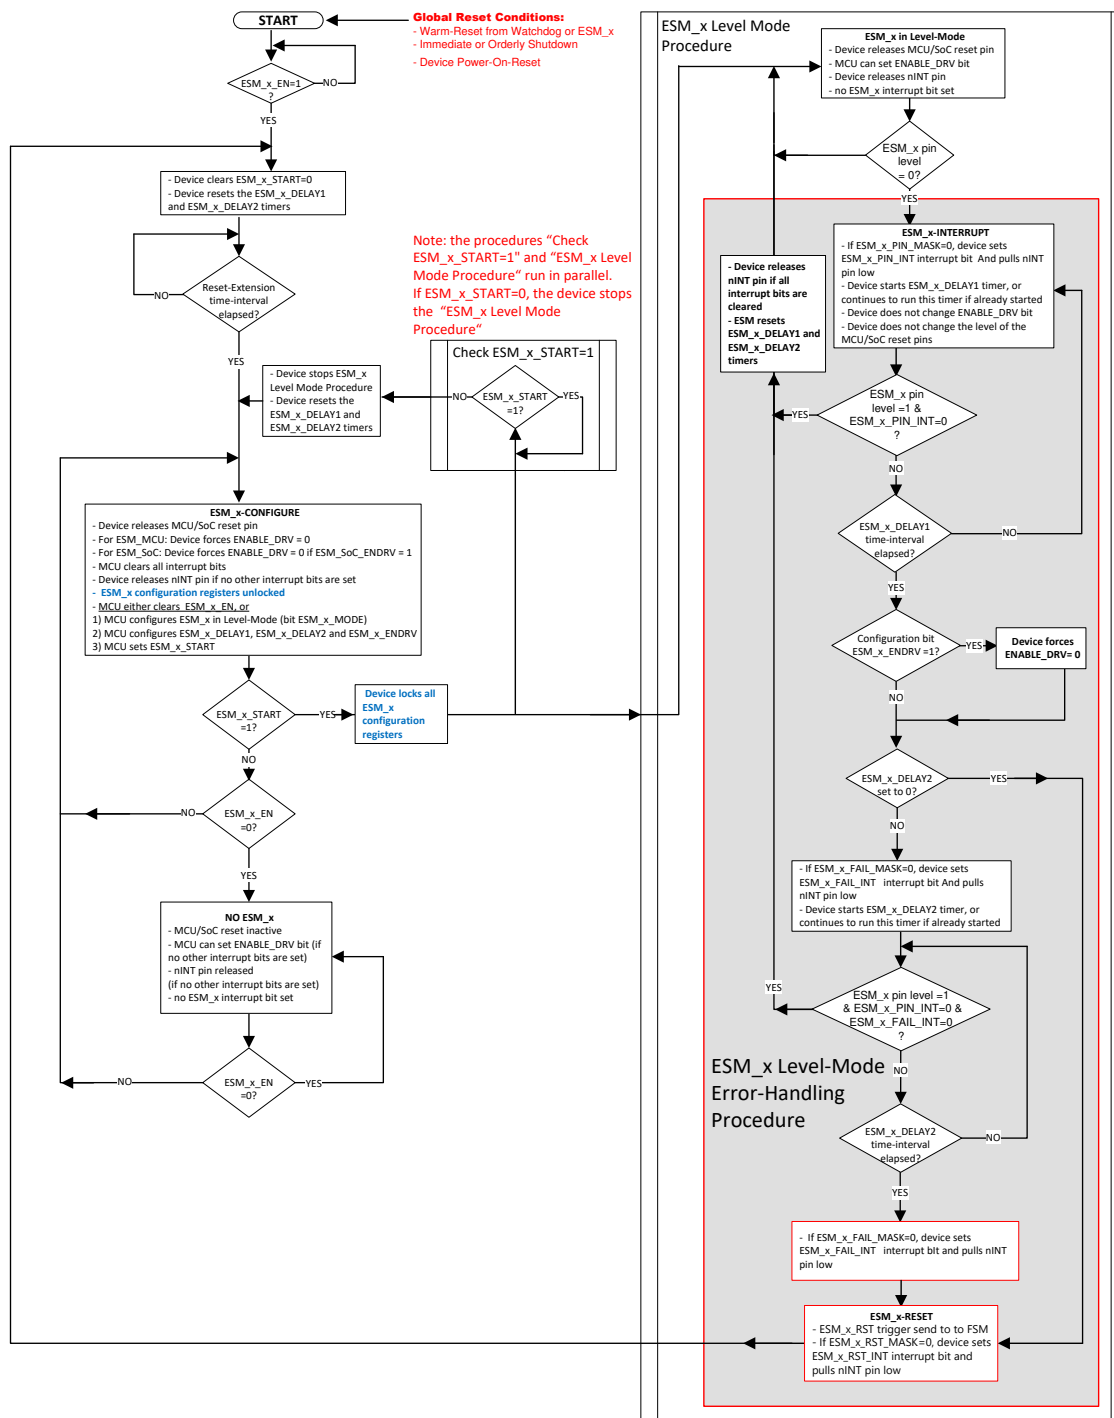 START
Global Reset Conditions:
- Warm-Reset from Watchdog or ESM_x
- Immediate or Orderly Shutdown
- Device Power-On-Reset
ESM_x_EN=1
?
NO
YES
- Device clears ESM_x_START=0
- Device resets the ESM_x_DELAY1
and ESM_x_DELAY2 timers
Reset-Extension
time-interval
elapsed?
NO
YES
Note: the procedures "Check
ESM_x_START=1" and "ESM_x Level
Mode Procedure" run in parallel.
If ESM_x_START=0, the device stops
the "ESM_x Level Mode
Procedure"
Check ESM_x_START=1
ESM_x_START
=1?
NO
YES
- Device stops ESM_x
Level Mode Procedure
- Device resets the
ESM_x_DELAY1 and
ESM_x_DELAY2 timers
ESM_x-CONFIGURE
- Device releases MCU/SoC reset pin
- For ESM_MCU: Device forces ENABLE_DRV = 0
- For ESM_SoC: Device forces ENABLE_DRV = 0 if ESM_SoC_ENDRV = 1
- MCU clears all interrupt bits
- Device releases nINT pin if no other interrupt bits are set
- ESM_x configuration registers unlocked
- MCU either clears ESM_x_EN, or
1) MCU configures ESM_x in Level-Mode (bit ESM_x_MODE)
2) MCU configures ESM_x_DELAY1, ESM_x_DELAY2 and ESM_x_ENDRV
3) MCU sets ESM_x_START
ESM_x_START
=1?
YES
NO
Device locks all
ESM_x
configuration
registers
ESM_x_EN
=0?
NO
YES
NO ESM_x
- MCU/SoC reset inactive
- MCU can set ENABLE_DRV bit (if
no other interrupt bits are set)
- nINT pin released
(if no other interrupt bits are set)
- no ESM_x interrupt bit set
ESM_x_EN
=0?
NO
YES
ESM_x Level Mode
Procedure
ESM_x in Level-Mode
- Device releases MCU/SoC reset pin
- MCU can set ENABLE_DRV bit
- Device releases nINT pin
- no ESM_x interrupt bit set
ESM_x pin
level
= 0?
YES
ESM_x-INTERRUPT
- If ESM_x_PIN_MASK=0, device sets
ESM_x_PIN_INT interrupt bit And pulls nINT
pin low
- Device starts ESM_x_DELAY1 timer, or
continues to run this timer if already started
- Device does not change ENABLE_DRV bit
- Device does not change the level of the
MCU/SoC reset pins
- Device releases
nINT pin if all
interrupt bits are
cleared
- ESM resets
ESM_x_DELAY1 and
ESM_x_DELAY2
timers
ESM_x pin
level =1 &
ESM_x_PIN_INT=0
?
YES
NO
ESM_x_DELAY1
time-interval
elapsed?
NO
YES
Configuration bit
ESM_x_ENDRV =1?
YES
Device forces
ENABLE_DRV= 0
NO
ESM_x_DELAY2
set to 0?
YES
NO
- If ESM_x_FAIL_MASK=0, device sets
ESM_x_FAIL_INT interrupt bit And pulls
nINT pin low
- Device starts ESM_x_DELAY2 timer, or
continues to run this timer if already started
ESM_x pin level =1
& ESM_x_PIN_INT=0 &
ESM_x_FAIL_INT=0
?
YES
NO
ESM_x Level-Mode
Error-Handling
Procedure
ESM_x_DELAY2
time-interval
elapsed?
NO
YES
- If ESM_x_FAIL_MASK=0, device sets
ESM_x_FAIL_INT interrupt bIt and pulls nINT
pin low
ESM_x-RESET
- ESM_x_RST trigger send to to FSM
- If ESM_x_RST_MASK=0, device sets
ESM_x_RST_INT interrupt bit and
pulls nINT pin low